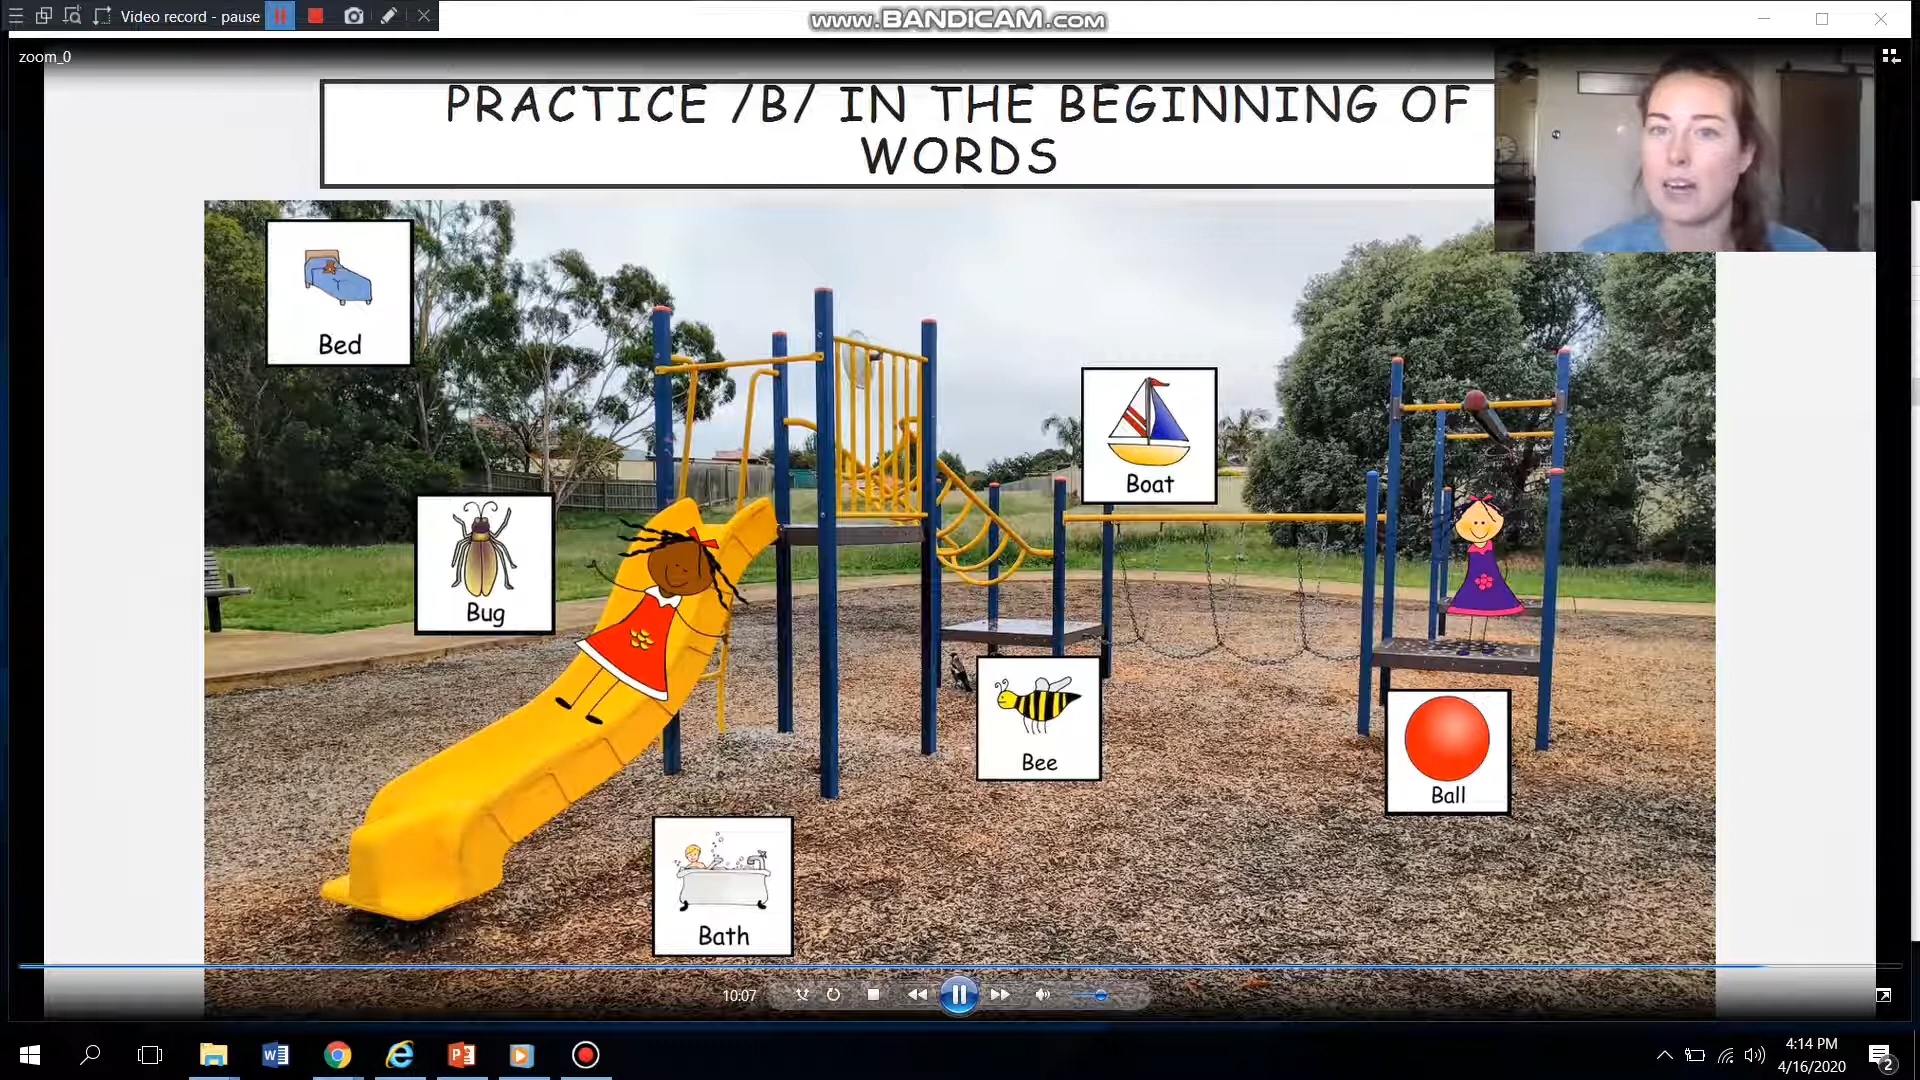 Video record - pause
www.BANDICAM.com
zoom_0
PRACTICE /B/ IN THE BEGINNING OF
WORDS
Bed
Boat
Bug
Bee
Ball
Bath
10:07
4:14 PM
4/16/2020
2